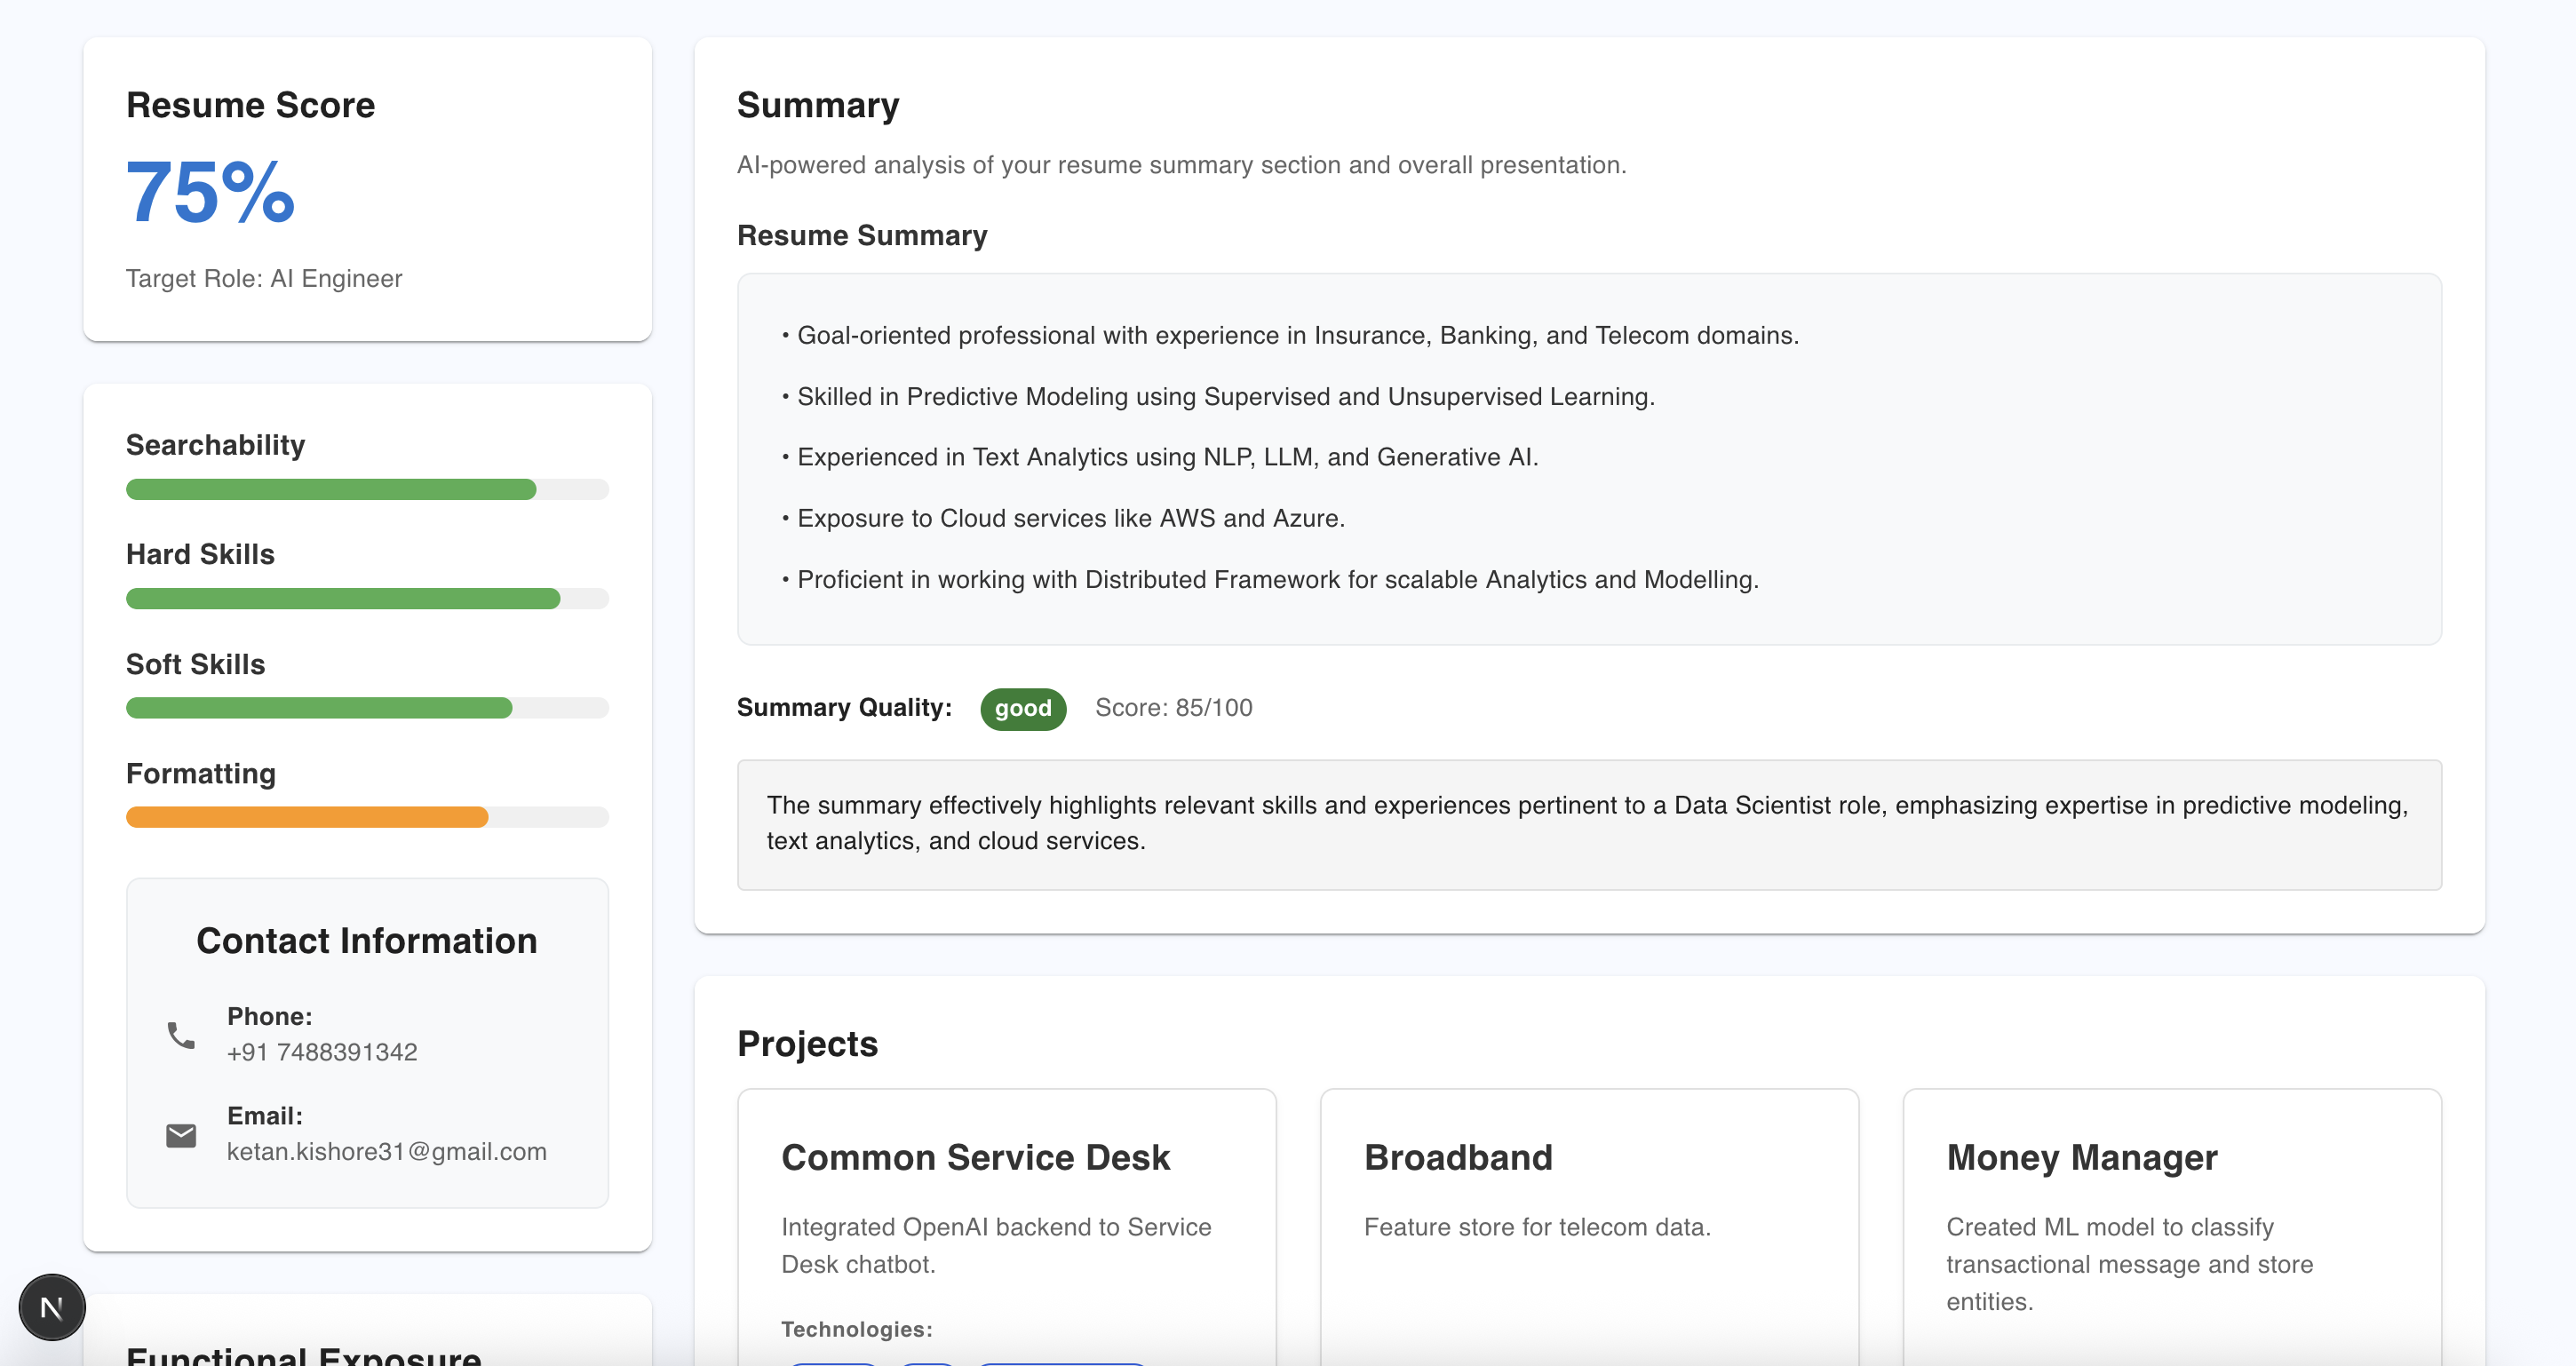 Resume Score
75%
Target Role: AI Engineer
Searchability
Hard Skills
Soft Skills
Formatting
Contact Information
Phone:
+91 7488391342
Email:
ketan.kishore31@gmail.com
N
Functional Exposure
Summary
AI-powered analysis of your resume summary section and overall presentation.
Resume Summary
• Goal-oriented professional with experience in Insurance, Banking, and Telecom domains.
• Skilled in Predictive Modeling using Supervised and Unsupervised Learning.
• Experienced in Text Analytics using NLP, LLM, and Generative AI.
• Exposure to Cloud services like AWS and Azure.
• Proficient in working with Distributed Framework for scalable Analytics and Modelling.
Summary Quality: good Score: 85/100
The summary effectively highlights relevant skills and experiences pertinent to a Data Scientist role, emphasizing expertise in predictive modeling,
text analytics, and cloud services.
Projects
Common Service Desk
Integrated OpenAI backend to Service
Desk chatbot.
Technologies:
Broadband
Feature store for telecom data.
Money Manager
Created ML model to classify
transactional message and store
entities.